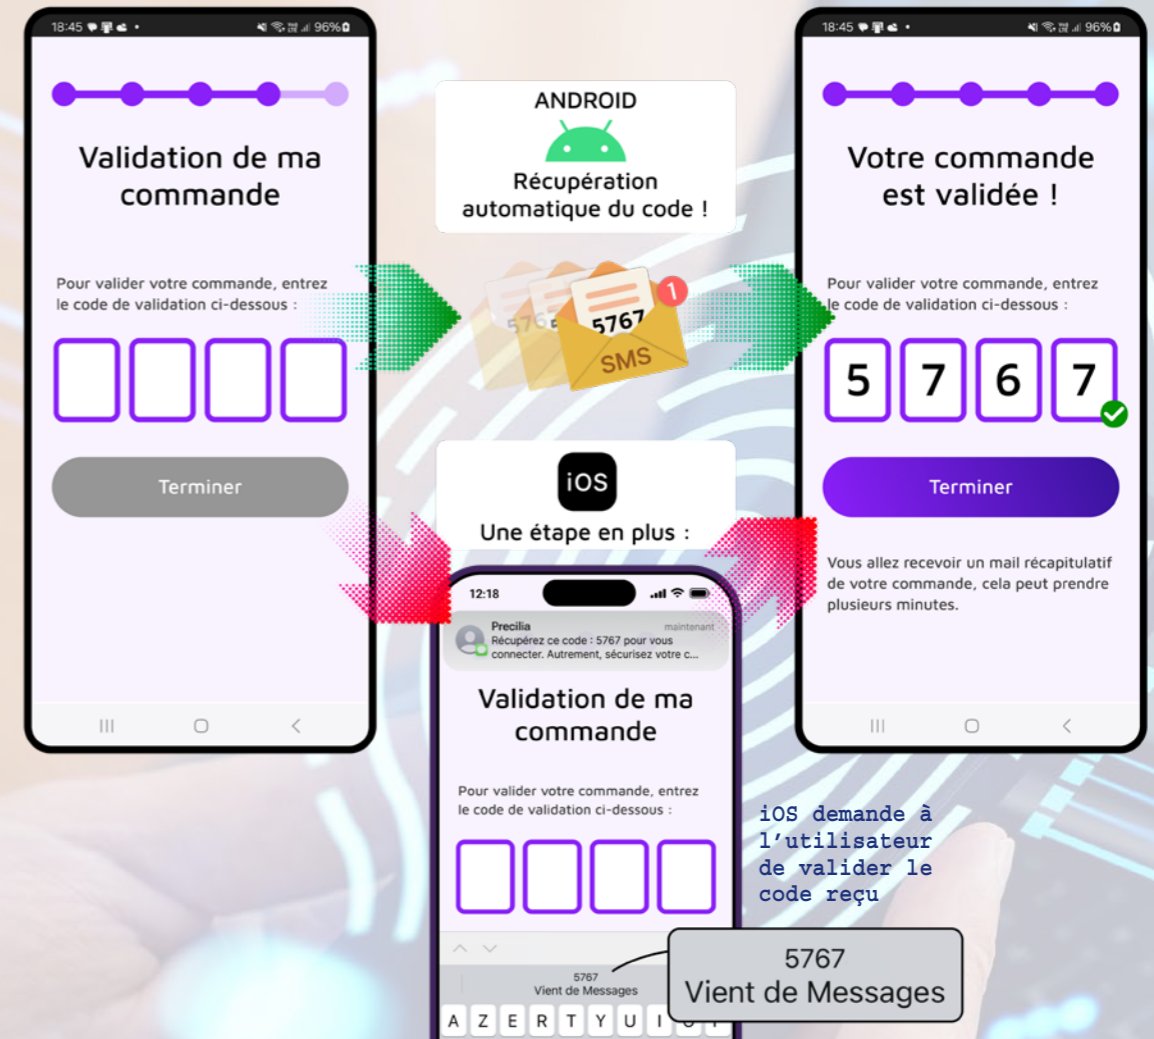 18:45
96%
Validation de ma
commande
Pour valider votre commande, entrez
le code de validation ci-dessous :
Terminer
ANDROID
Récupération
automatique du code !
5767
SMS
1
iOS
Une étape en plus :
12:18
Precilia
maintenant
Récupérez ce code : 5767 pour vous
connecter. Autrement, sécurisez votre c...
Validation de ma
commande
Pour valider votre commande, entrez
le code de validation ci-dessous :
5767
Vient de Messages
A Z E R T Y U I
iOS demande à
l'utilisateur
de valider le
code reçu
5767
Vient de Messages
18:45
96%
Votre commande
est validée !
Pour valider votre commande, entrez
le code de validation ci-dessous :
5 7 6 7
Terminer
Vous allez recevoir un mail récapitulatif
de votre commande, cela peut prendre
plusieurs minutes.